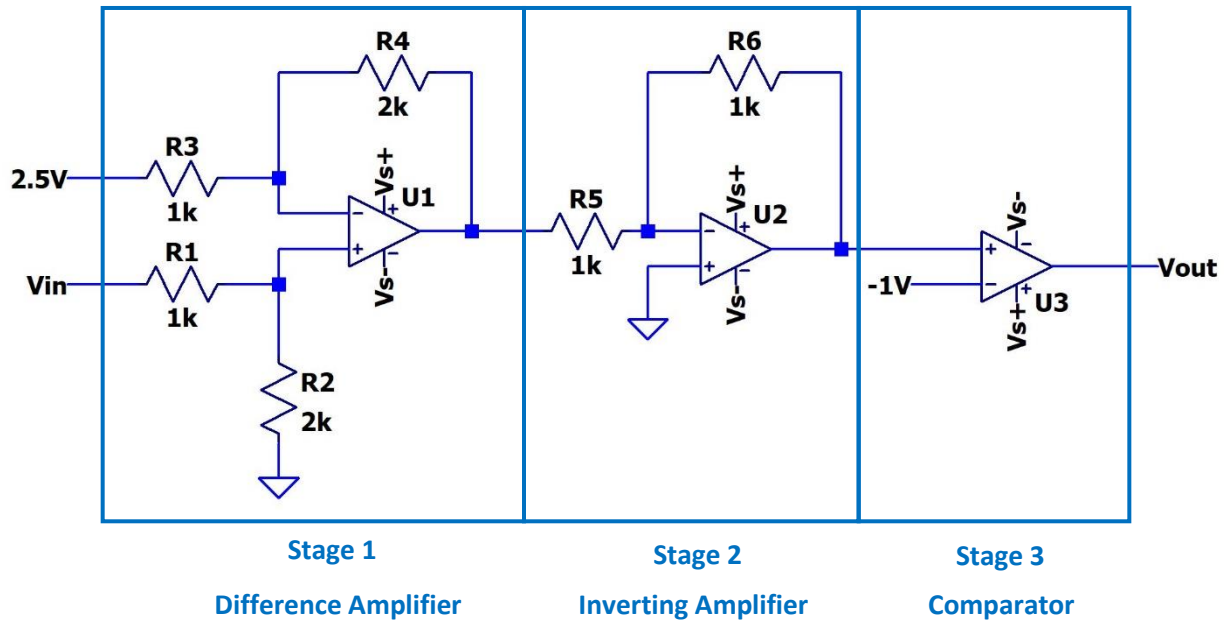 R4
2k
R6
1k
2.5V
R3
1k
Vs+
+
U1
−
+
−
Vs-
Vin
R1
1k
R2
2k
R5
1k
Vs+
+
U2
−
+
−
Vs-
Vs-
−
+
−
+
U3
Vs+
-1V
Vout
Stage 1
Difference Amplifier
Stage 2
Inverting Amplifier
Stage 3
Comparator